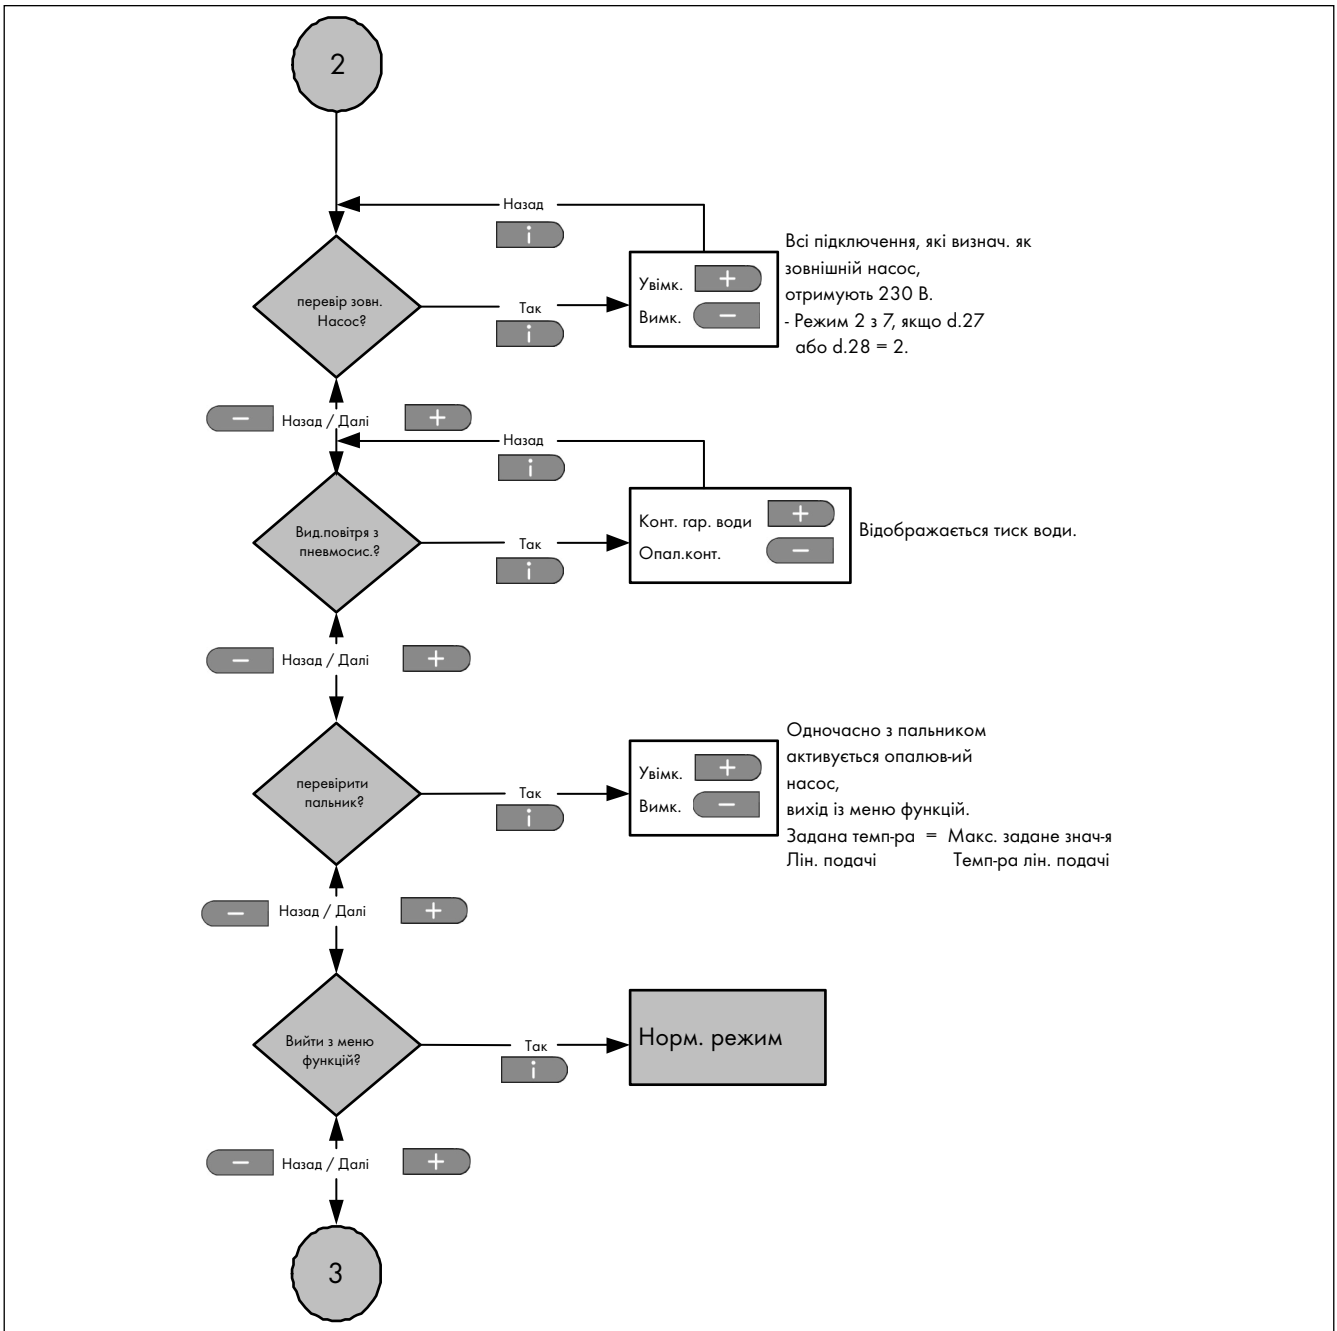 2
Назад
i
перевір зовн.
Насос?
Так
i
Увімк. +
Вимк. −
Всі підключення, які визнач. як
зовнішній насос,
отримують 230 В.
- Режим 2 з 7, якщо d.27
або d.28 = 2.
− Назад / Далі +
Назад
i
Вид.повітря з
пневмосис.?
Так
i
Конт. гар. води +
Опал.конт. −
Відображається тиск води.
− Назад / Далі +
перевірити
пальник?
Так
i
Увімк. +
Вимк. −
Одночасно з пальником
активується опалюв-ий
насос,
вихід із меню функцій.
Задана темп-ра = Макс. задане знач-я
Лін. подачі Темп-ра лін. подачі
− Назад / Далі +
Вийти з меню
функцій?
Так
i
Норм. режим
− Назад / Далі +
3